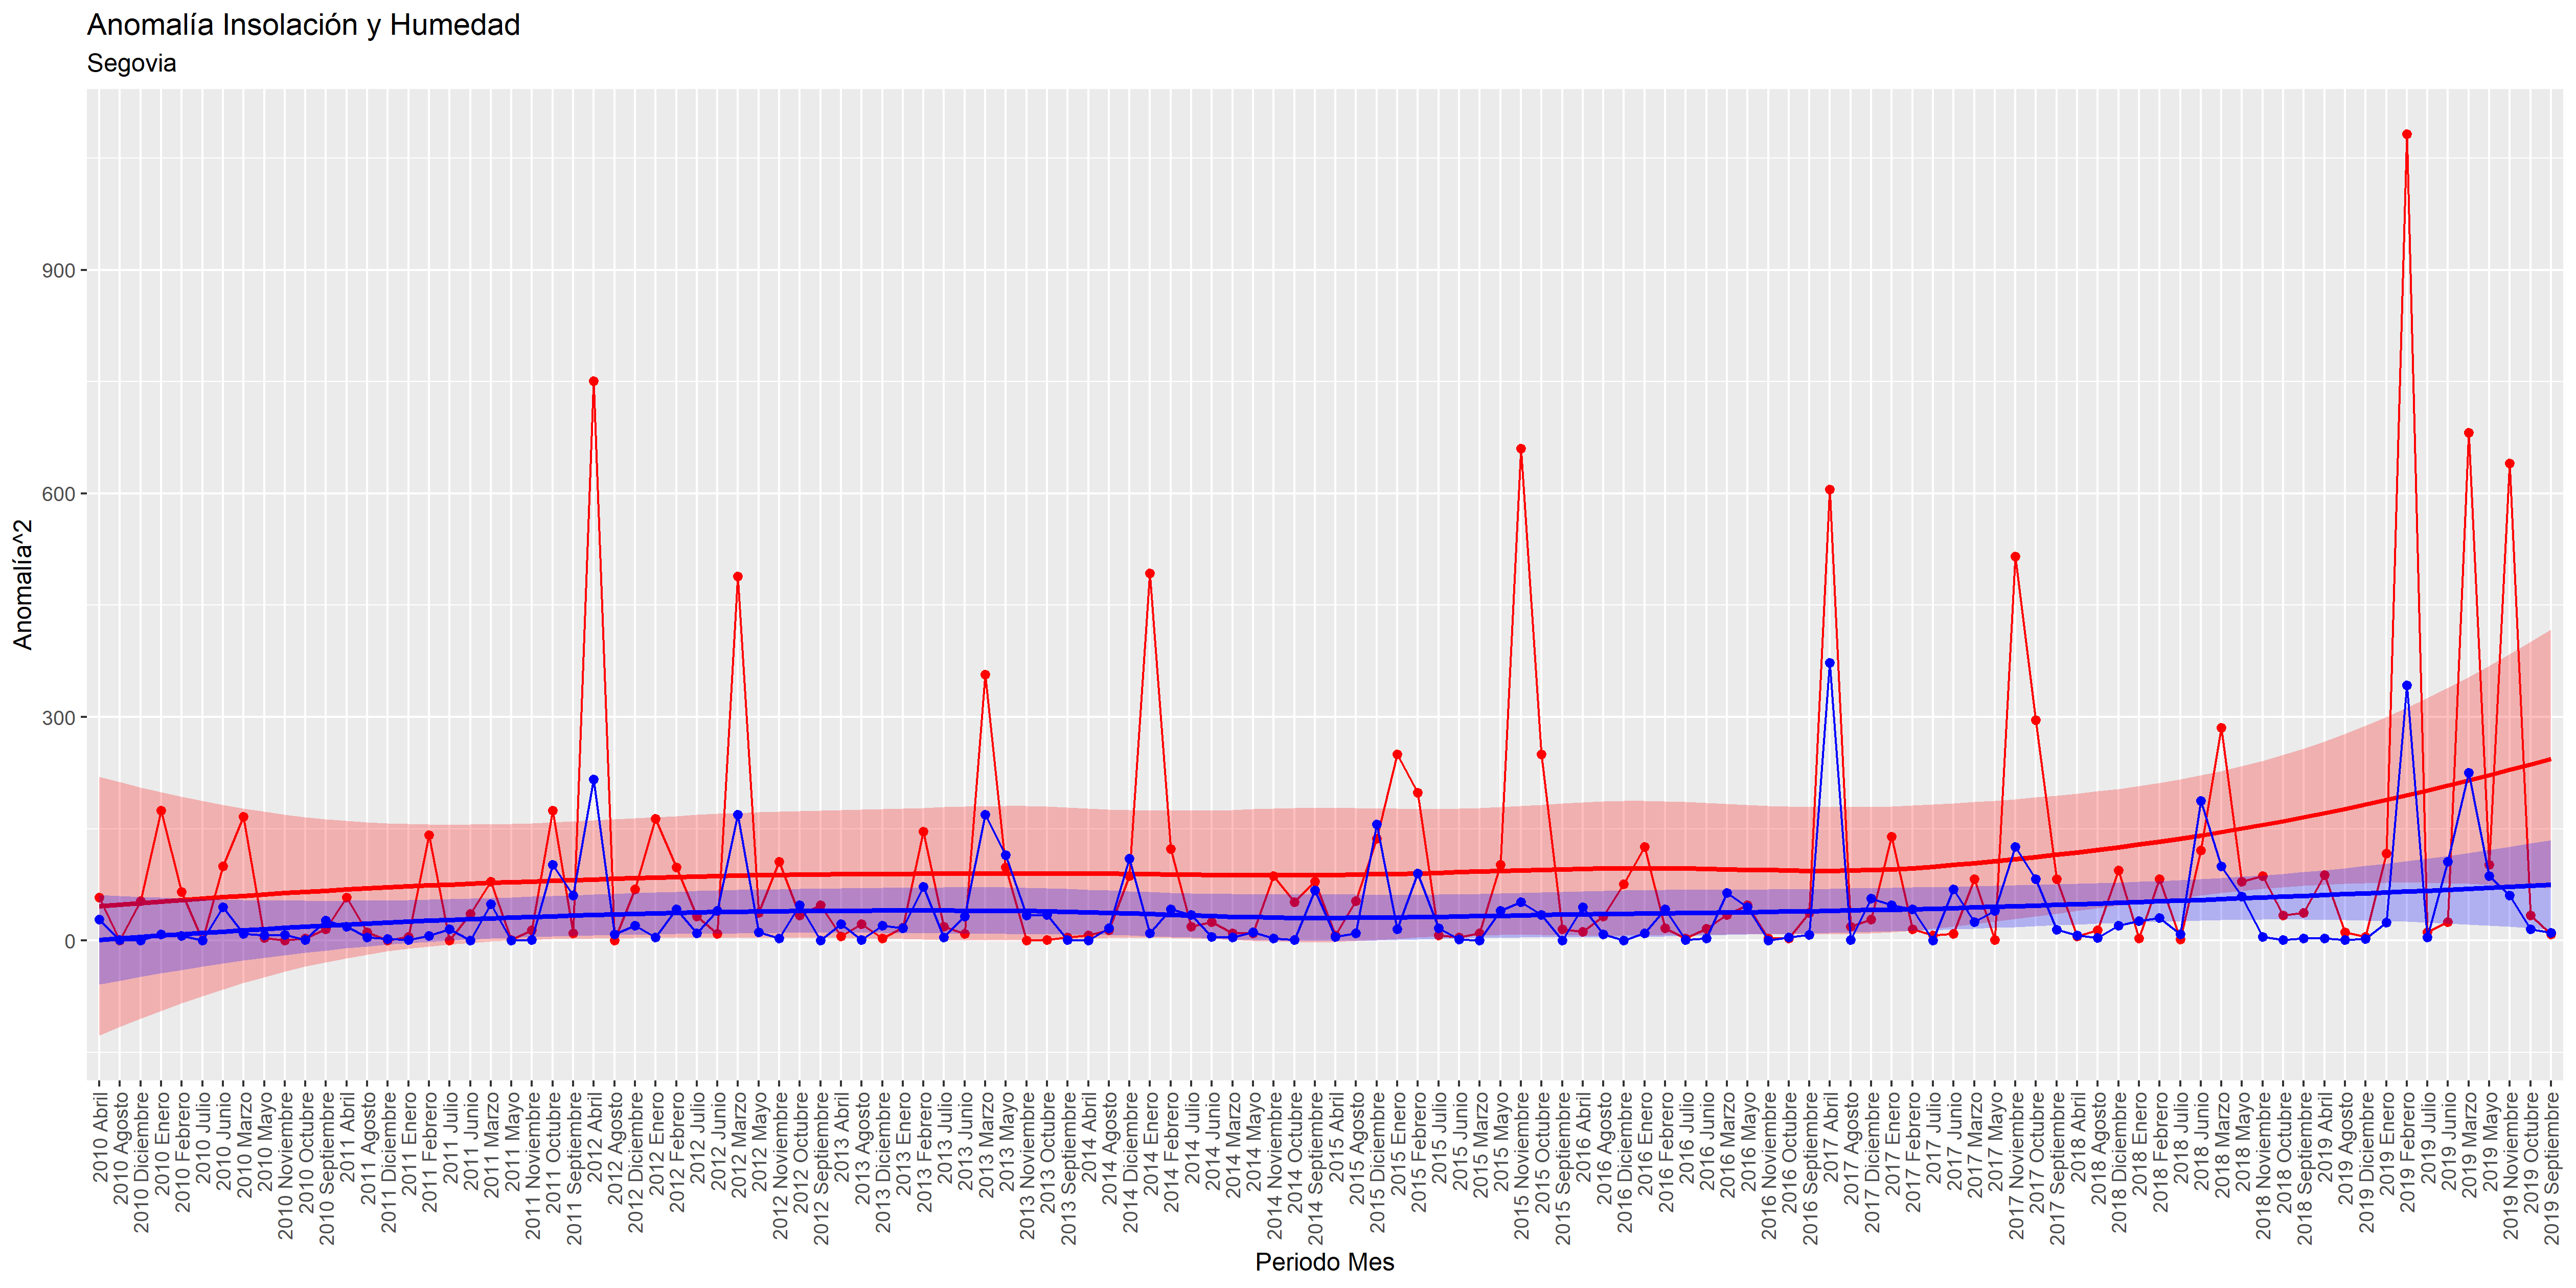 Anomalía Insolación y Humedad
Segovia
Anomalía^2
900
600
300
0
2010 Abril
2010 Agosto
2010 Diciembre
2010 Enero
2010 Febrero
2010 Julio
2010 Junio
2010 Marzo
2010 Mayo
2010 Noviembre
2010 Octubre
2010 Septiembre
2011 Abril
2011 Agosto
2011 Diciembre
2011 Enero
2011 Febrero
2011 Julio
2011 Junio
2011 Marzo
2011 Mayo
2011 Noviembre
2011 Octubre
2011 Septiembre
2012 Abril
2012 Agosto
2012 Diciembre
2012 Enero
2012 Febrero
2012 Julio
2012 Junio
2012 Marzo
2012 Mayo
2012 Noviembre
2012 Octubre
2012 Septiembre
2013 Abril
2013 Agosto
2013 Diciembre
2013 Enero
2013 Febrero
2013 Julio
2013 Junio
2013 Marzo
2013 Mayo
2013 Noviembre
2013 Octubre
2013 Septiembre
2014 Abril
2014 Agosto
2014 Diciembre
2014 Enero
2014 Febrero
2014 Julio
2014 Junio
2014 Marzo
2014 Mayo
2014 Noviembre
2014 Octubre
2014 Septiembre
2015 Abril
2015 Agosto
2015 Diciembre
2015 Enero
2015 Febrero
2015 Julio
2015 Junio
2015 Marzo
2015 Mayo
2015 Noviembre
2015 Octubre
2015 Septiembre
2016 Abril
2016 Agosto
2016 Diciembre
2016 Enero
2016 Febrero
2016 Julio
2016 Junio
2016 Marzo
2016 Mayo
2016 Noviembre
2016 Octubre
2016 Septiembre
2017 Abril
2017 Agosto
2017 Diciembre
2017 Enero
2017 Febrero
2017 Julio
2017 Junio
2017 Marzo
2017 Mayo
2017 Noviembre
2017 Octubre
2017 Septiembre
2018 Abril
2018 Agosto
2018 Diciembre
2018 Enero
2018 Febrero
2018 Julio
2018 Junio
2018 Marzo
2018 Mayo
2018 Noviembre
2018 Octubre
2018 Septiembre
2019 Abril
2019 Agosto
2019 Diciembre
2019 Enero
2019 Febrero
2019 Julio
2019 Junio
2019 Marzo
2019 Mayo
2019 Noviembre
2019 Octubre
2019 Septiembre
Periodo Mes